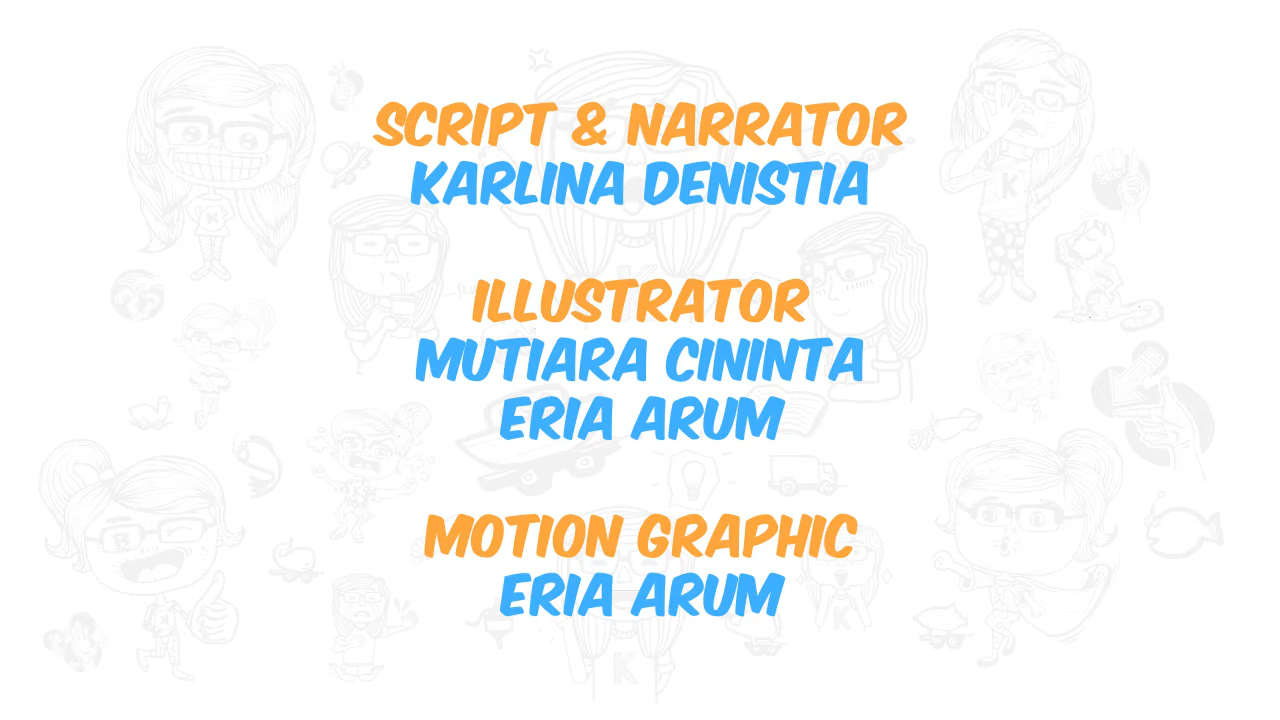 SCRIPT & NARRATOR
KARLINA DENISTIA
ILLUSTRATOR
MUTIARA CININTA
ERIA ARUM
MOTION GRAPHIC
ERIA ARUM